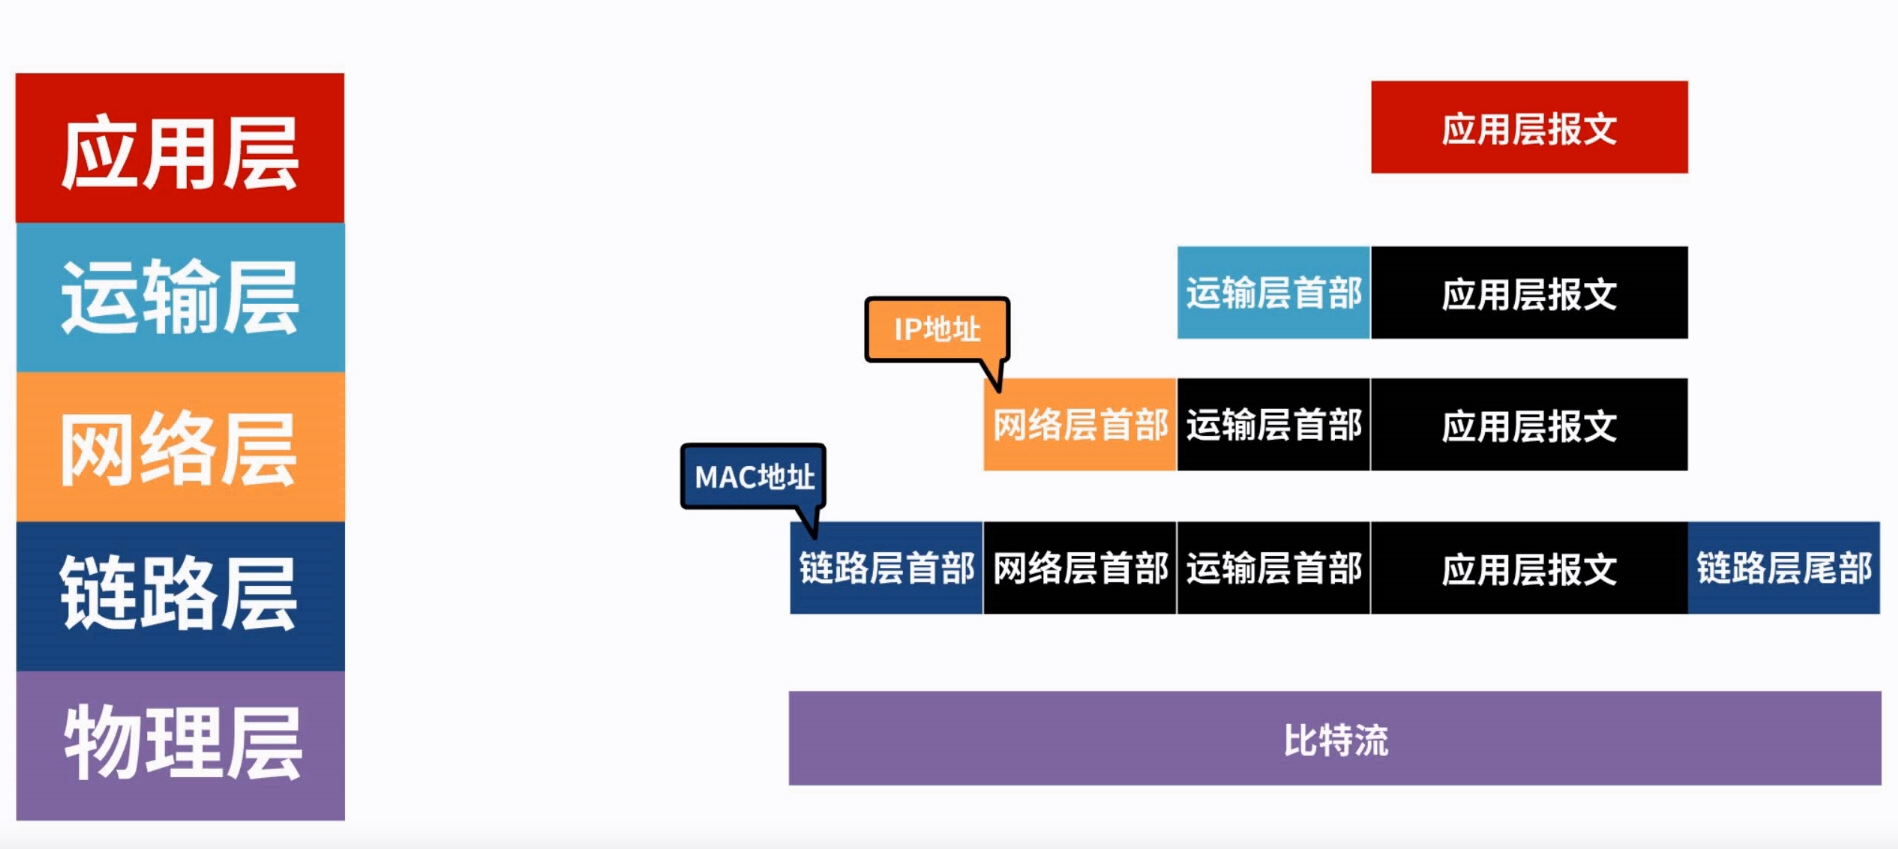 应用层
应用层报文
运输层
运输层首部 应用层报文
IP地址
网络层
网络层首部 运输层首部 应用层报文
MAC地址
链路层
链路层首部 网络层首部 运输层首部 应用层报文 链路层尾部
物理层
比特流